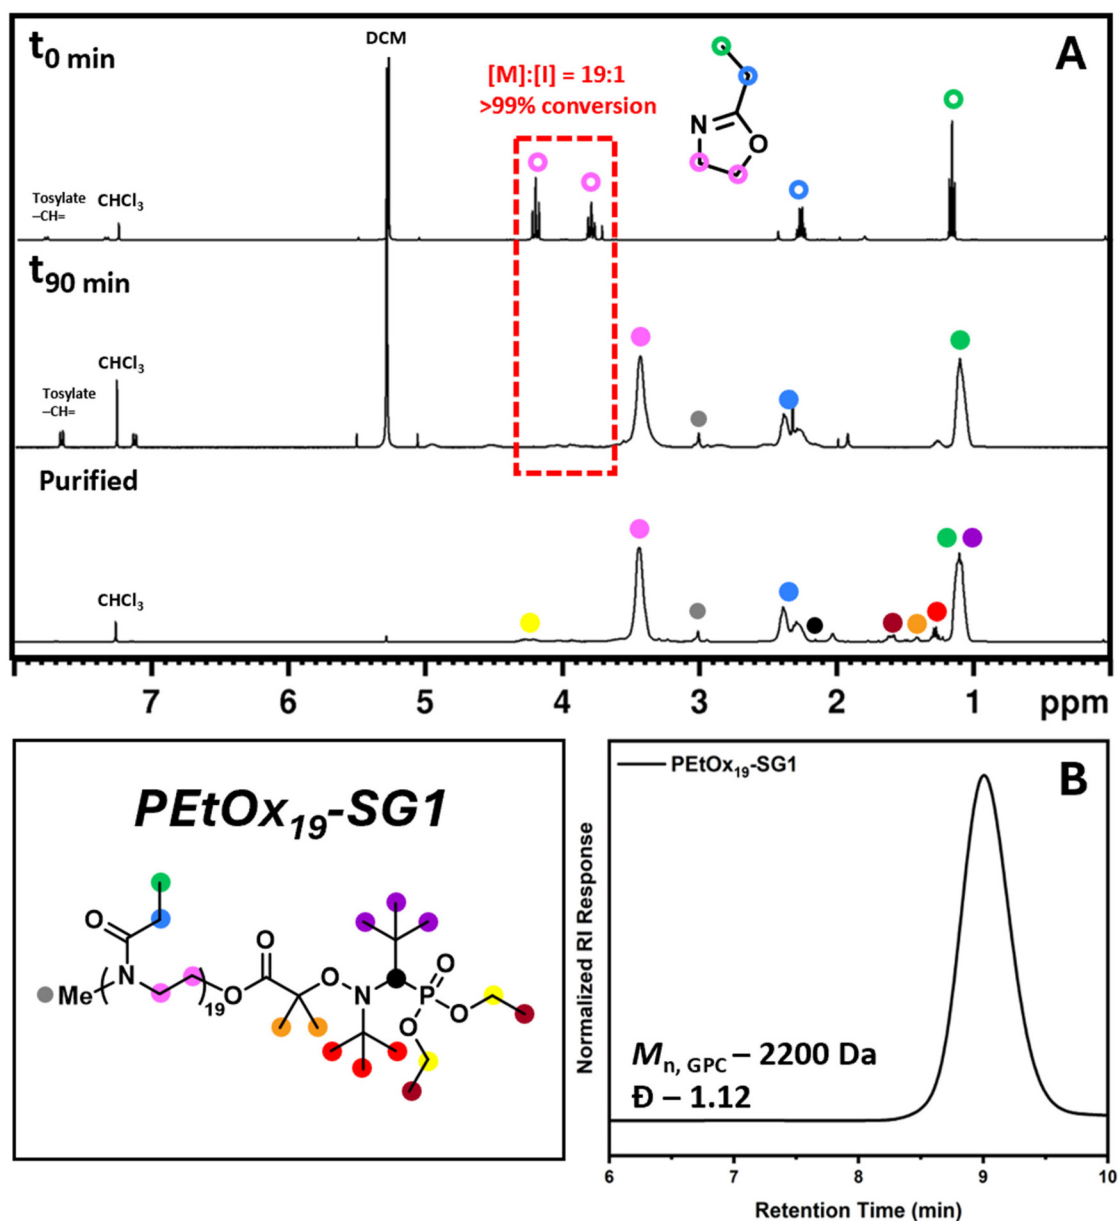 t0 min
DCM
A
[M]:[I] = 19:1
>99% conversion
N
O
Tosylate
–CH=
CHCl3
t90 min
CHCl3
Tosylate
–CH=
Purified
CHCl3
7 6 5 4 3 2 1 ppm
PEtOx19-SG1
O
N
Me
19
O
O
O
N
P
O
O
O
PEtOx19-SG1
B
Normalized RI Response
Mn, GPC – 2200 Da
Đ – 1.12
6 7 8 9 10
Retention Time (min)